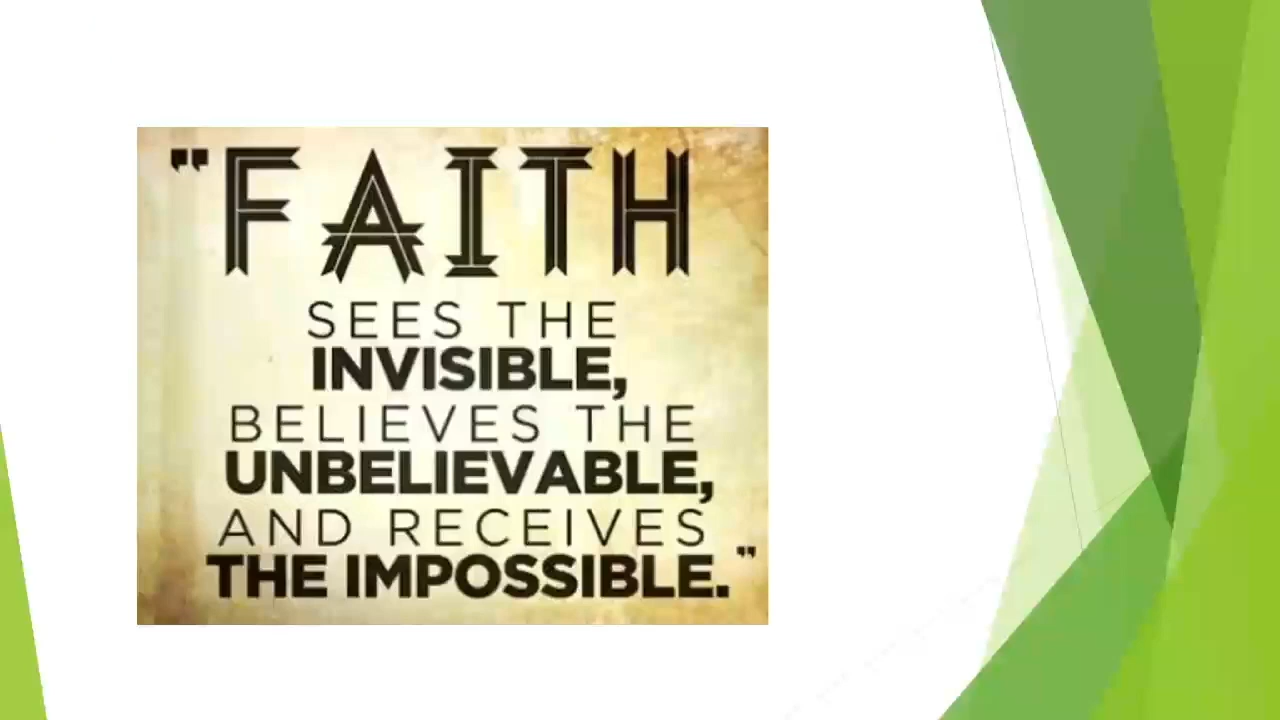 "FAITH
SEES THE
INVISIBLE,
BELIEVES THE
UNBELIEVABLE,
AND RECEIVES
THE IMPOSSIBLE."